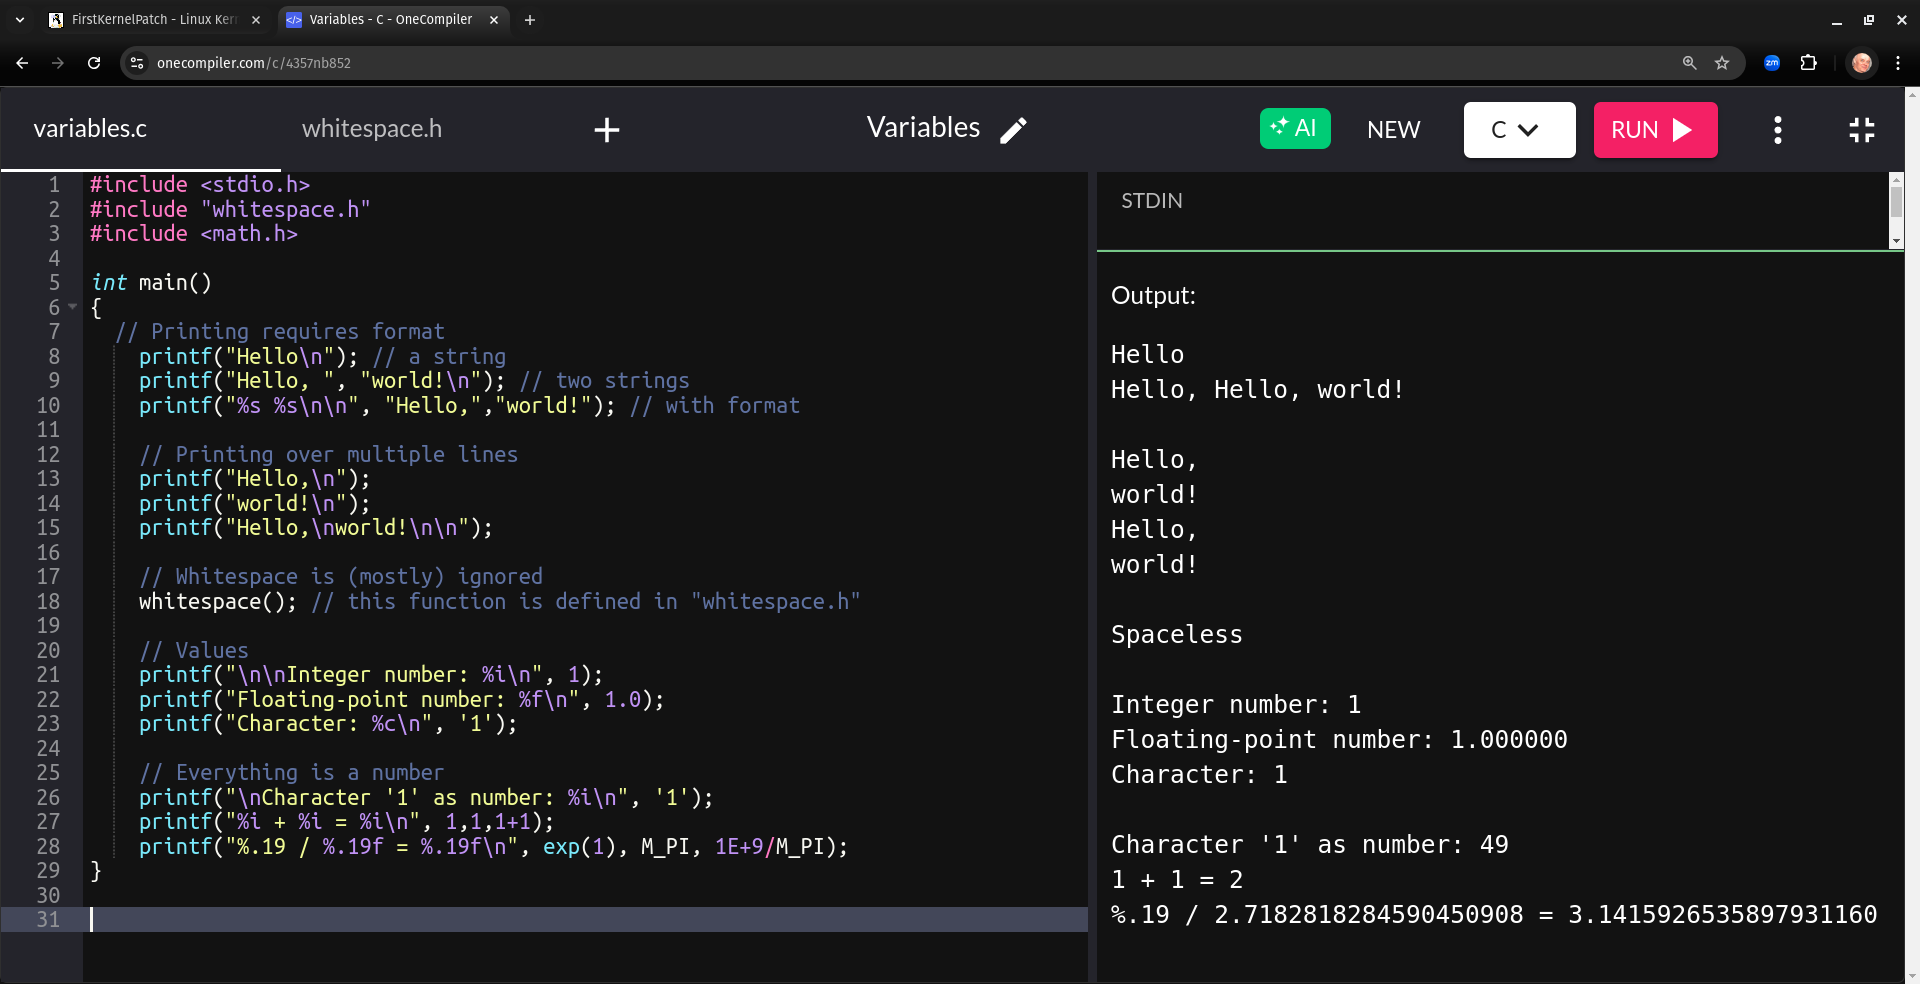 FirstKernelPatch - Linux Ker
Variables - C - OneCompiler
onecompiler.com/c/4357nb852
zm
variables.c
whitespace.h
Variables
AI
NEW
C
RUN
1 #include <stdio.h>
2 #include "whitespace.h"
3 #include <math.h>
4
5 int main()
6 {
7 // Printing requires format
8 printf("Hello\n"); // a string
9 printf("Hello, ", "world!\n"); // two strings
10 printf("%s %s\n\n", "Hello,","world!"); // with format
11
12 // Printing over multiple lines
13 printf("Hello,\n");
14 printf("world!\n");
15 printf("Hello,\nworld!\n\n");
16
17 // Whitespace is (mostly) ignored
18 whitespace(); // this function is defined in "whitespace.h"
19
20 // Values
21 printf("\n\nInteger number: %i\n", 1);
22 printf("Floating-point number: %f\n", 1.0);
23 printf("Character: %c\n", '1');
24
25 // Everything is a number
26 printf("\nCharacter '1' as number: %i\n", '1');
27 printf("%i + %i = %i\n", 1,1,1+1);
28 printf("%.19 / %.19f = %.19f\n", exp(1), M_PI, 1E+9/M_PI);
29 }
30
31
STDIN
Output:
Hello
Hello, Hello, world!
Hello,
world!
Hello,
world!
Spaceless
Integer number: 1
Floating-point number: 1.000000
Character: 1
Character '1' as number: 49
1 + 1 = 2
%.19 / 2.7182818284590450908 = 3.1415926535897931160